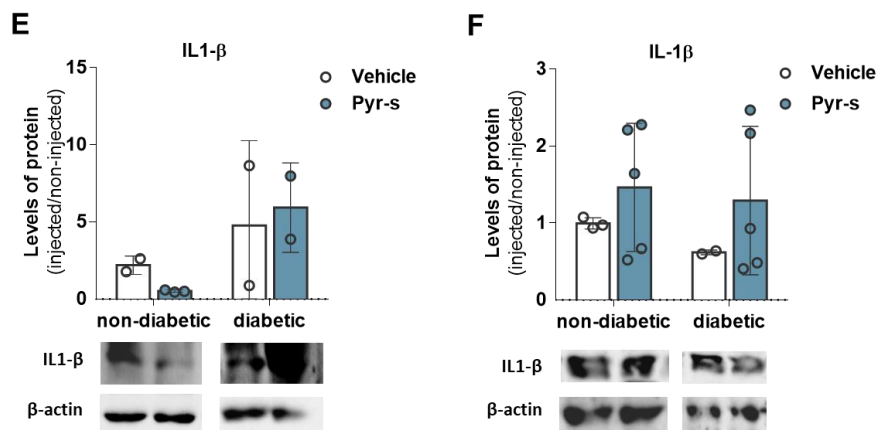 E
IL1-β
15
10
5
0
Levels of protein
(injected/non-injected)
Vehicle
Pyr-s
non-diabetic
diabetic
IL1-β
β-actin
F
IL-1β
3
2
1
0
Levels of protein
(injected/non-injected)
Vehicle
Pyr-s
non-diabetic
diabetic
IL1-β
β-actin